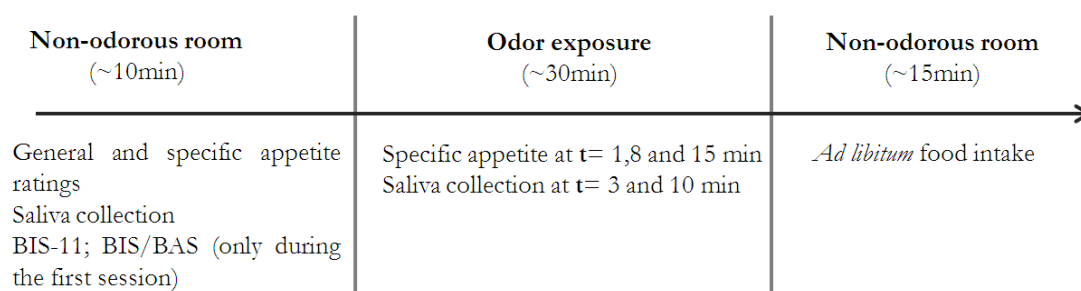 Non-odorous room
(~10min)
Odor exposure
(~30min)
Non-odorous room
(~15min)
General and specific appetite
ratings
Saliva collection
BIS-11; BIS/BAS (only during
the first session)
Specific appetite at t= 1,8 and 15 min
Saliva collection at t= 3 and 10 min
Ad libitum food intake